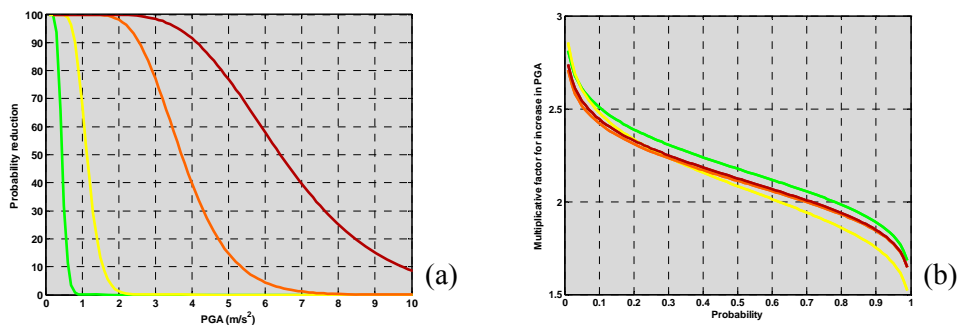 100
90
80
70
60
50
40
30
20
10
0
Probability reduction
0 1 2 3 4 5 6 7 8 9 10
PGA (m/s²)
(a)
3
2.5
2
1.5
Multiplicative factor for increase in PGA
0 0.1 0.2 0.3 0.4 0.5 0.6 0.7 0.8 0.9 1
Probability
(b)